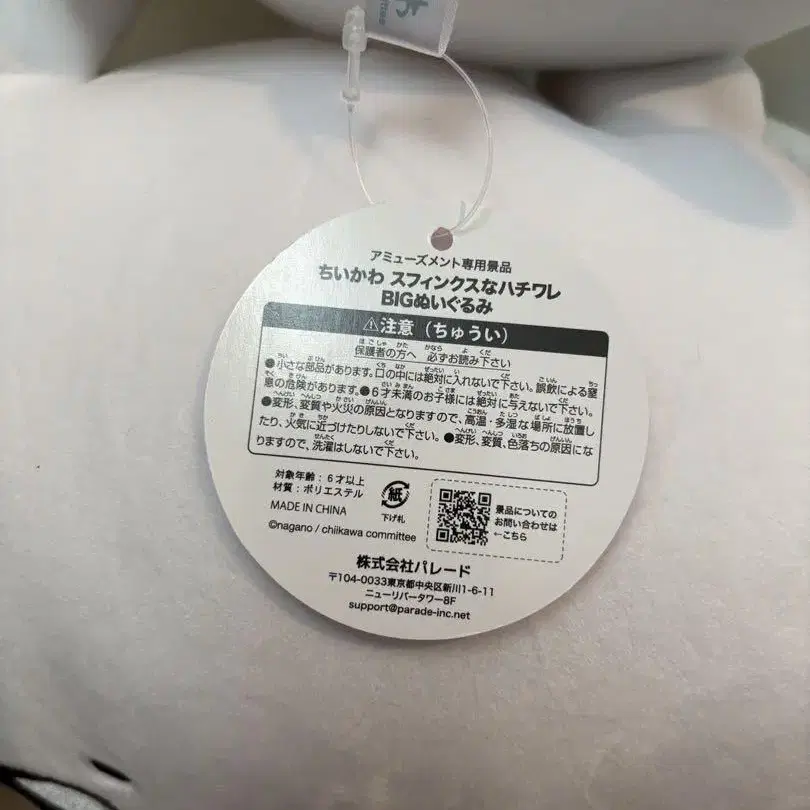 アミューズメント専用景品
ちいかわ スフィンクスなハチワレ
BIGぬいぐるみ
⚠注意（ちゅうい）
保護者の方へ 必ずお読み下さい
●小さな部品があります。口の中には絶対に入れないで下さい。誤飲による窒
息の危険があります。●6才未満のお子様には絶対に与えないで下さい。
●変形、変質や火災の原因となりますので、高温・多湿な場所に放置し
たり、火気に近づけたりしないで下さい。●変形、変質、色落ちの原因にな
りますので、洗濯はしないで下さい。
対象年齢：6才以上
材質：ポリエステル
MADE IN CHINA
©nagano / chiikawa committee
紙
下げ札
景品についての
お問い合わせは
←こちら
株式会社パレード
〒104-0033東京都中央区新川1-6-11
ニューリバータワー8F
support@parade-inc.net